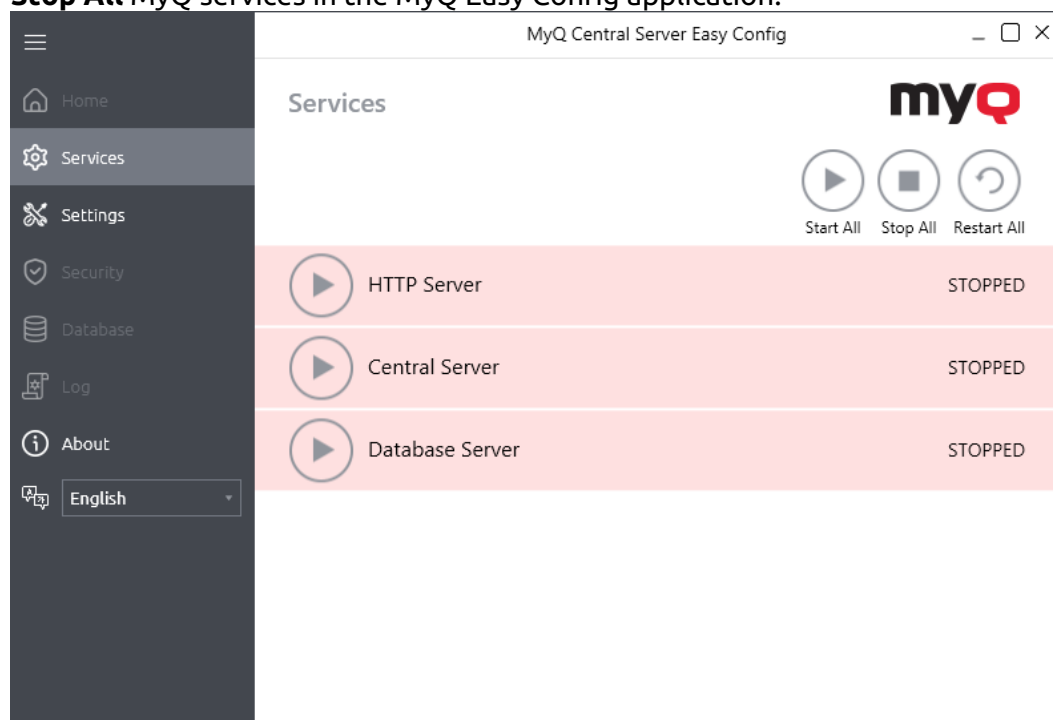 Stop All MyQ services in the MyQ Easy Config application.
MyQ Central Server Easy Config
Home
Services
myQ
Services
Settings
Start All Stop All Restart All
Security
HTTP Server STOPPED
Database
Central Server STOPPED
Log
About
Database Server STOPPED
English